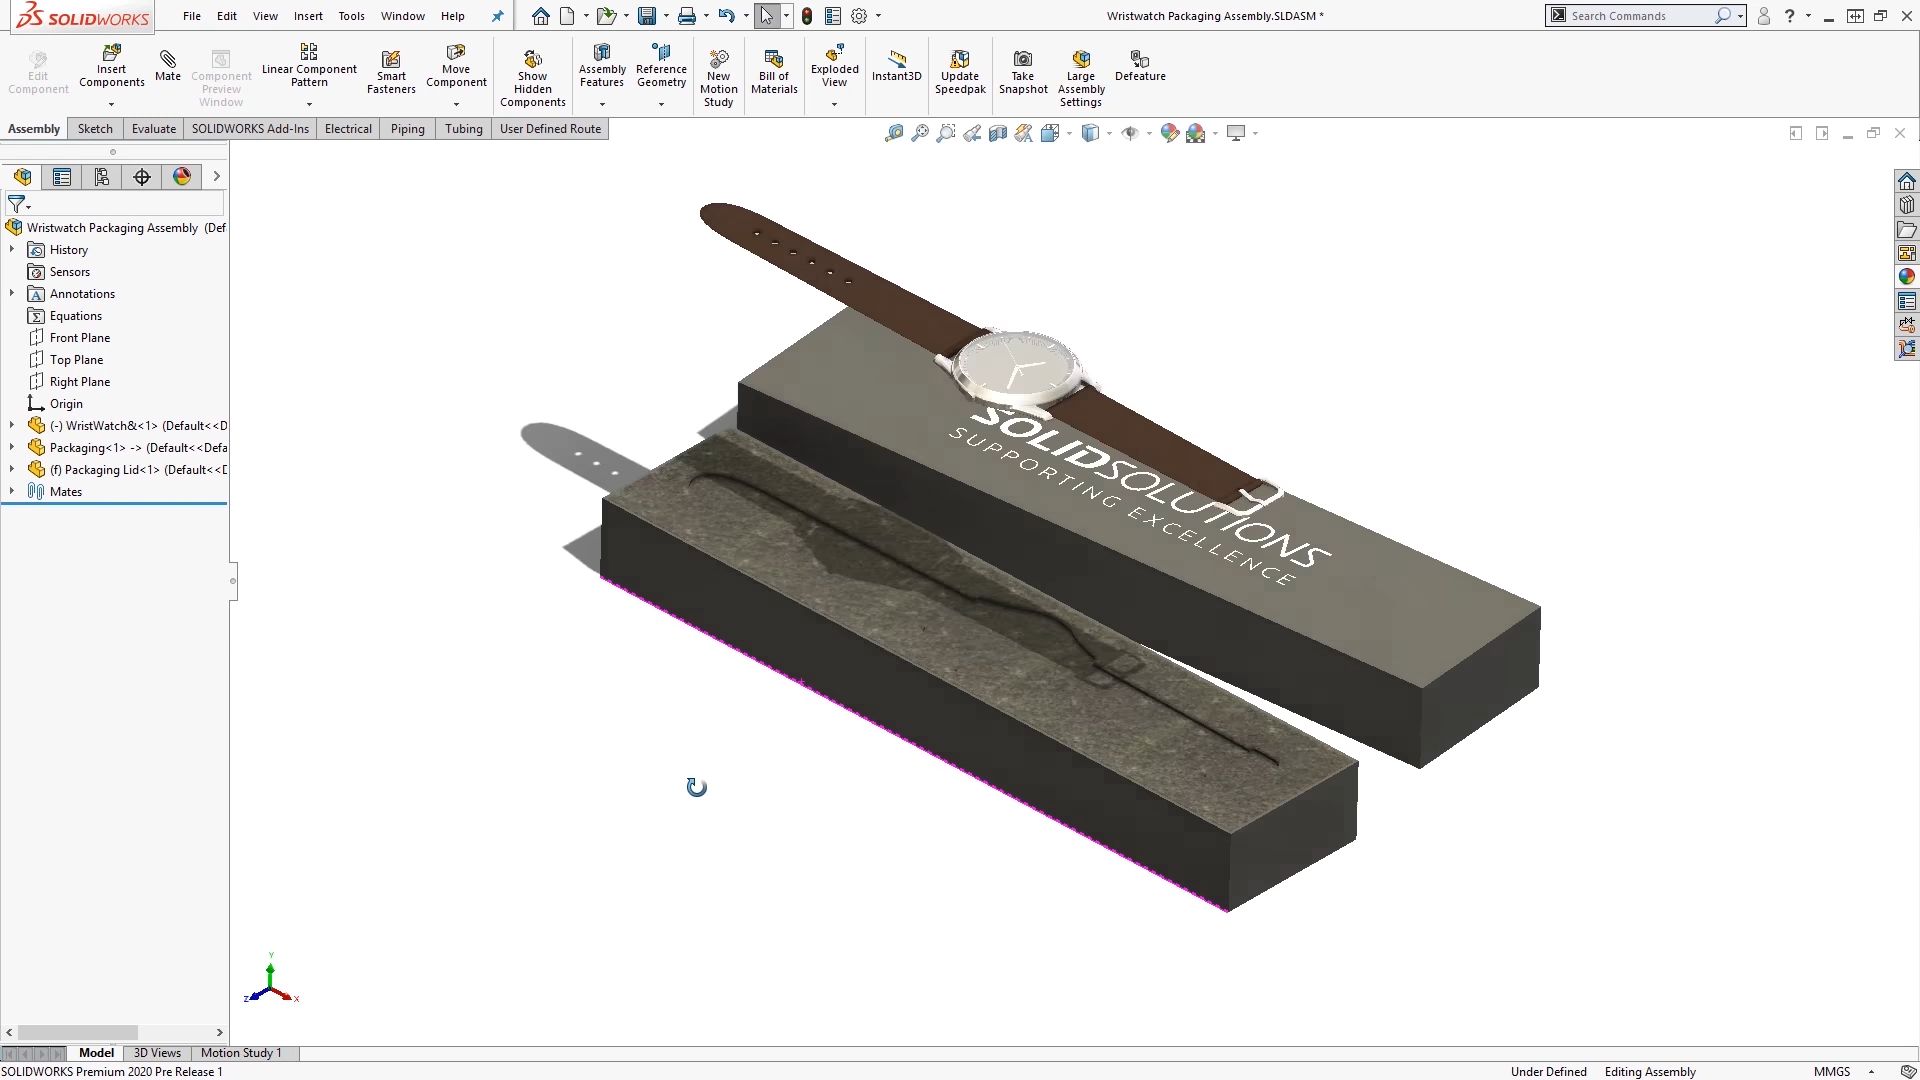 SOLIDWORKS
File Edit View Insert Tools Window Help
Wristwatch Packaging Assembly.SLDASM *
Search Commands
Edit Component
Insert Components
Mate
Component Preview Window
Linear Component Pattern
Smart Fasteners
Move Component
Show Hidden Components
Assembly Features
Reference Geometry
New Motion Study
Bill of Materials
Exploded View
Instant3D
Update Speedpak
Take Snapshot
Large Assembly Settings
Defeature
Assembly Sketch Evaluate SOLIDWORKS Add-Ins Electrical Piping Tubing User Defined Route
Wristwatch Packaging Assembly (Def
History
Sensors
Annotations
Equations
Front Plane
Top Plane
Right Plane
Origin
(-) WristWatch&<1> (Default<<D
Packaging<1> -> (Default<<Defa
(f) Packaging Lid<1> (Default<<D
Mates
SOLIDSOLUTIONS
SUPPORTING EXCELLENCE
Y
Z
X
Model 3D Views Motion Study 1
SOLIDWORKS Premium 2020 Pre Release 1
Under Defined Editing Assembly MMGS